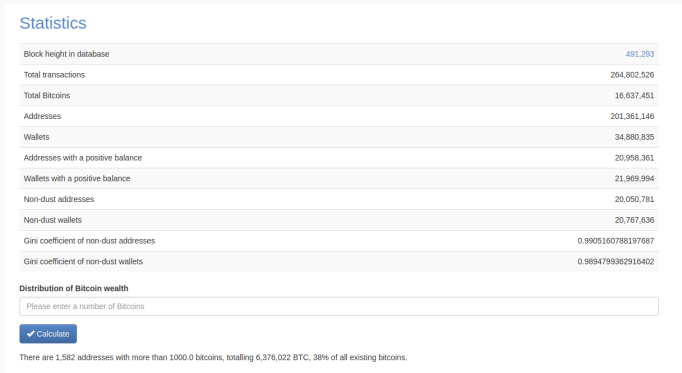 Statistics
Block height in database 491,293
Total transactions 264,802,526
Total Bitcoins 16,637,451
Addresses 201,361,146
Wallets 34,880,835
Addresses with a positive balance 20,958,361
Wallets with a positive balance 21,969,994
Non-dust addresses 20,050,781
Non-dust wallets 20,767,636
Gini coefficient of non-dust addresses 0.9905160788197687
Gini coefficient of non-dust wallets 0.9894799362916402
Distribution of Bitcoin wealth
Please enter a number of Bitcoins
Calculate
There are 1,582 addresses with more than 1000.0 bitcoins, totalling 6,376,022 BTC, 38% of all existing bitcoins.